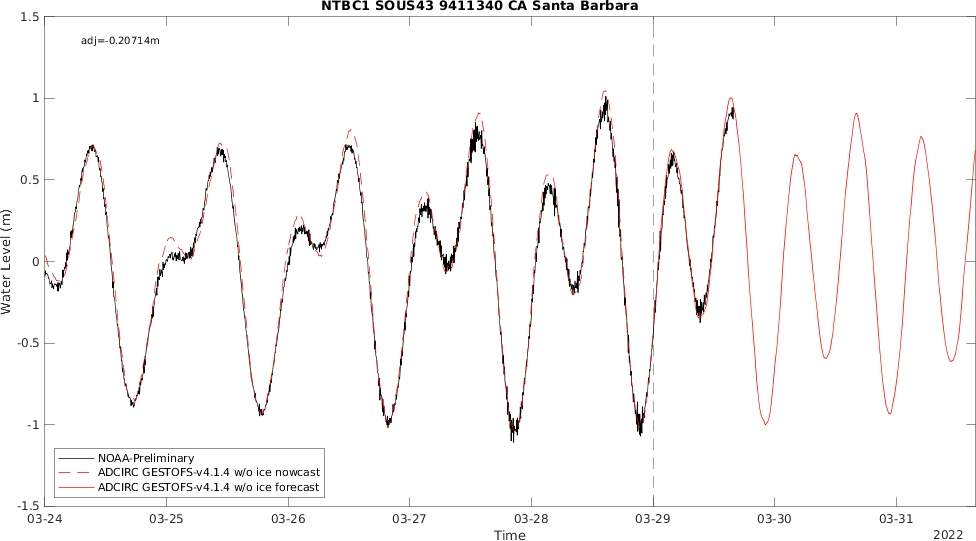 NTBC1 SOUS43 9411340 CA Santa Barbara
adj=-0.20714m
1.5
1
0.5
0
-0.5
-1
-1.5
Water Level (m)
NOAA-Preliminary
ADCIRC GESTOFS-v4.1.4 w/o ice nowcast
ADCIRC GESTOFS-v4.1.4 w/o ice forecast
03-24 03-25 03-26 03-27 03-28 03-29 03-30 03-31
Time
2022